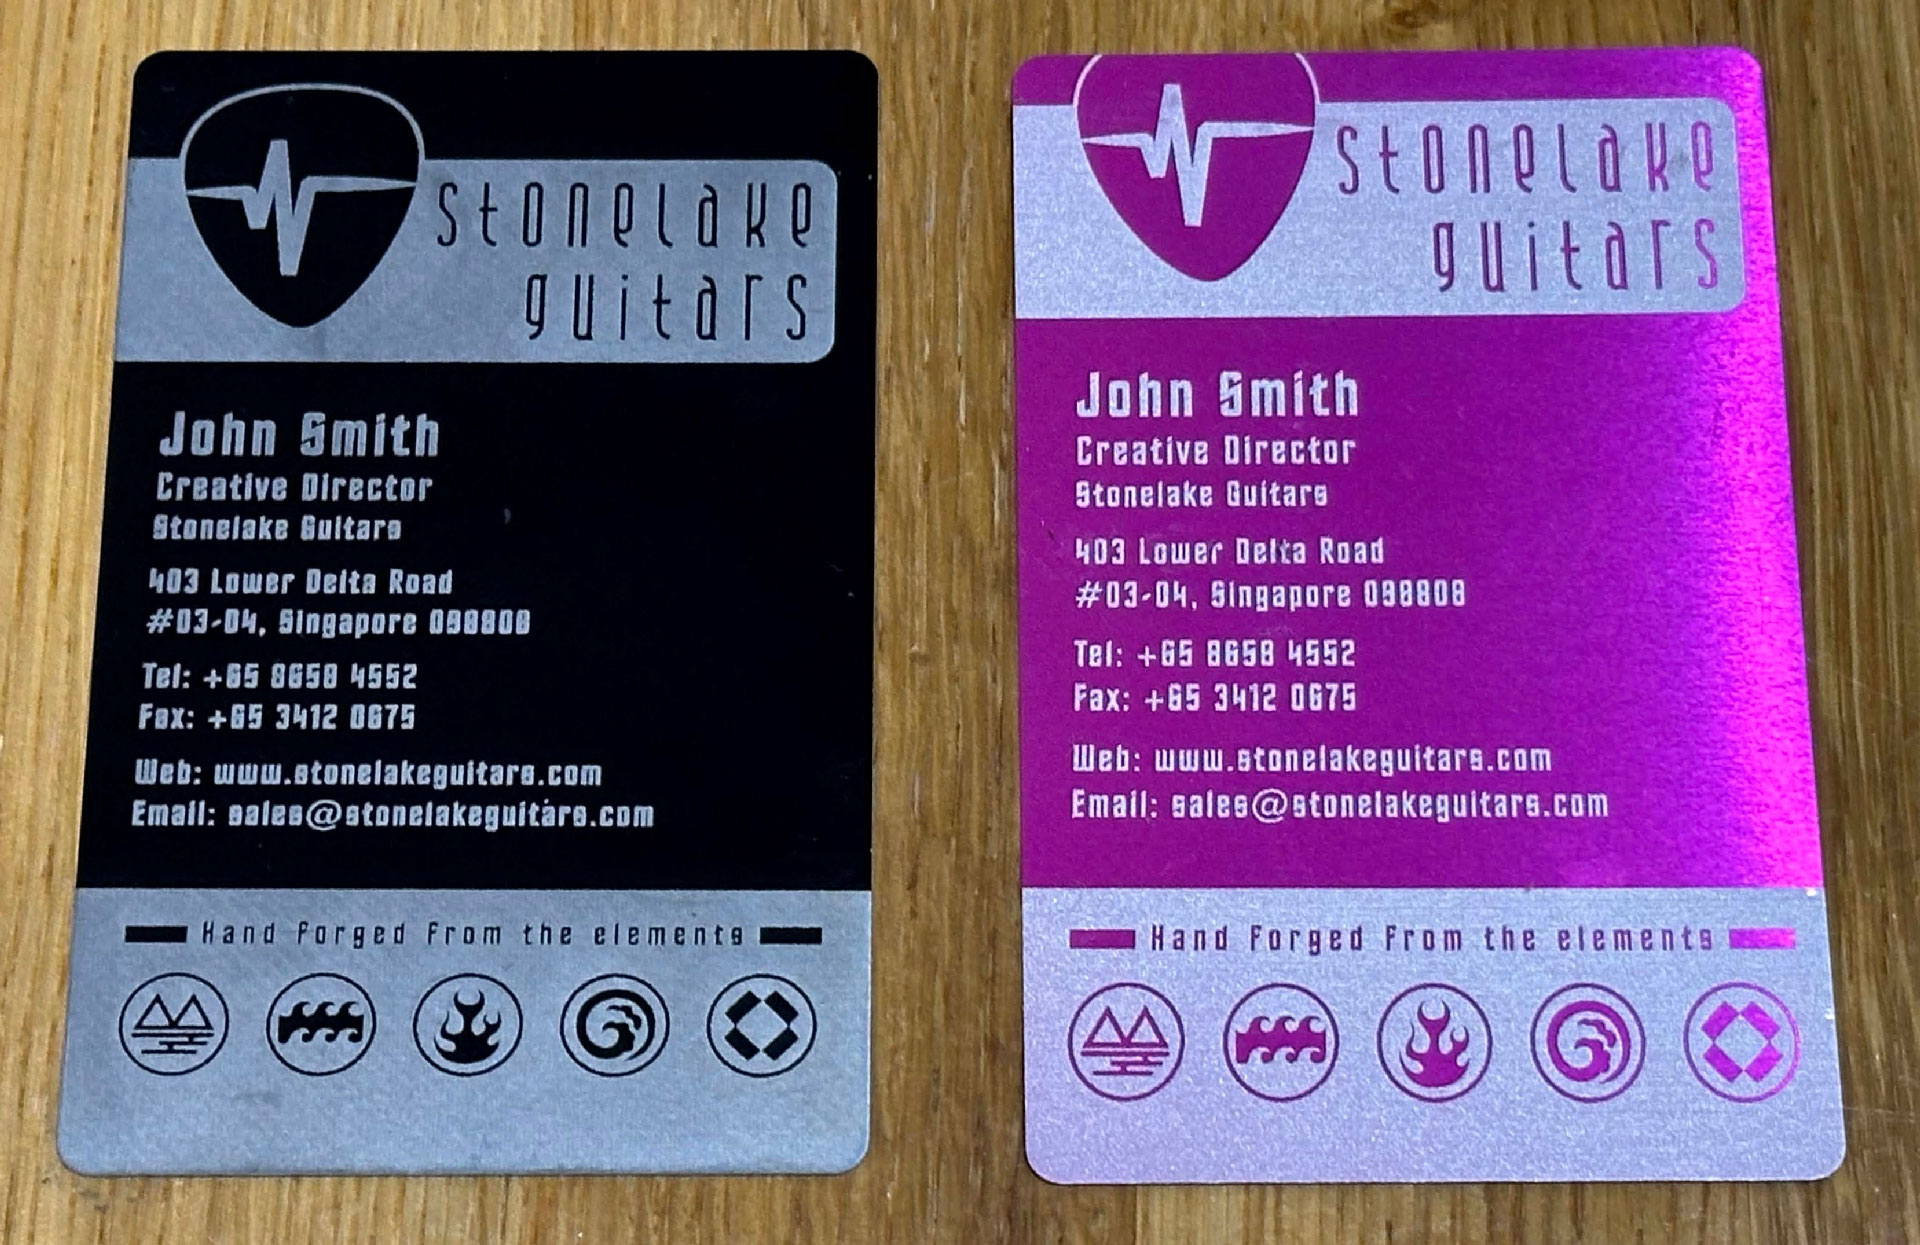 stonelake
guitars
John Smith
Creative Director
Stonelake Guitars
403 Lower Delta Road
#03-04, Singapore 098808
Tel: +65 8658 4552
Fax: +65 3412 0675
Web: www.stonelakeguitars.com
Email: sales@stonelakeguitars.com
Hand Forged From the elements
stonelake
guitars
John Smith
Creative Director
Stonelake Guitars
403 Lower Delta Road
#03-04, Singapore 098808
Tel: +65 8658 4552
Fax: +65 3412 0675
Web: www.stonelakeguitars.com
Email: sales@stonelakeguitars.com
Hand Forged From the elements